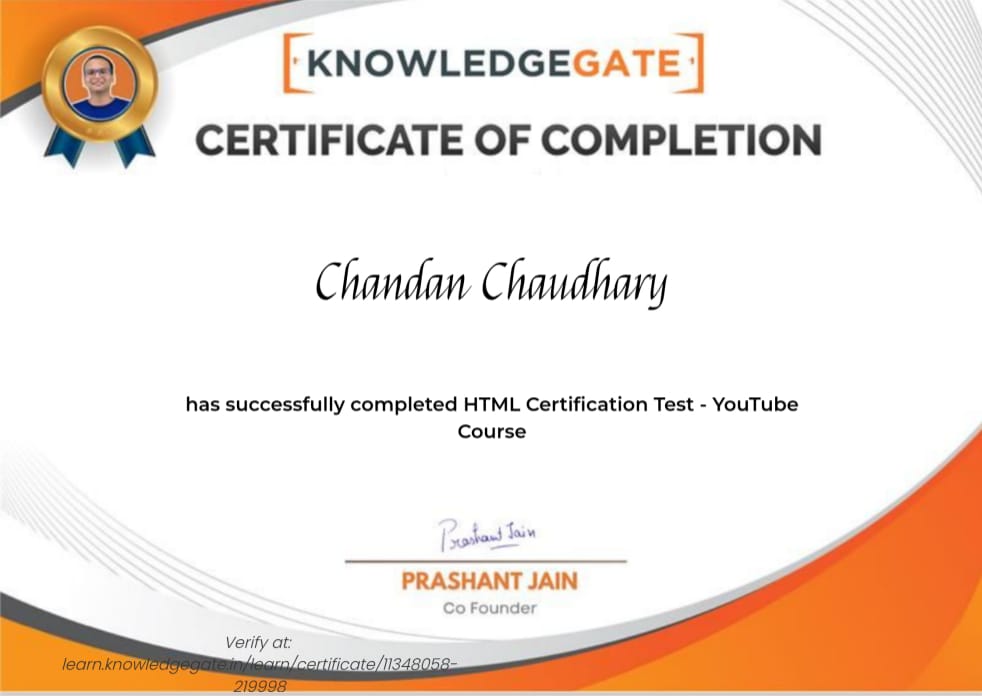 KNOWLEDGEGATE
CERTIFICATE OF COMPLETION
Chandan Chaudhary
has successfully completed HTML Certification Test - YouTube
Course
Prashant Jain
PRASHANT JAIN
Co Founder
Verify at:
learn.knowledgegate.in/learn/certificate/11348058-
219998